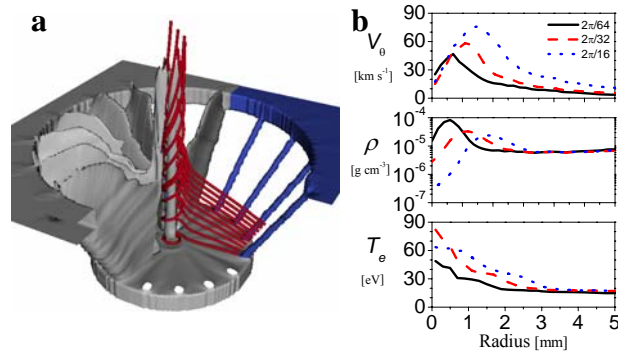 a
b
V_θ
[km s⁻¹]
90
60
30
0
2π/64
2π/32
2π/16
ρ
[g cm⁻³]
10⁻⁴
10⁻⁵
10⁻⁶
10⁻⁷
T_e
[eV]
90
60
30
0
0 1 2 3 4 5
Radius [mm]